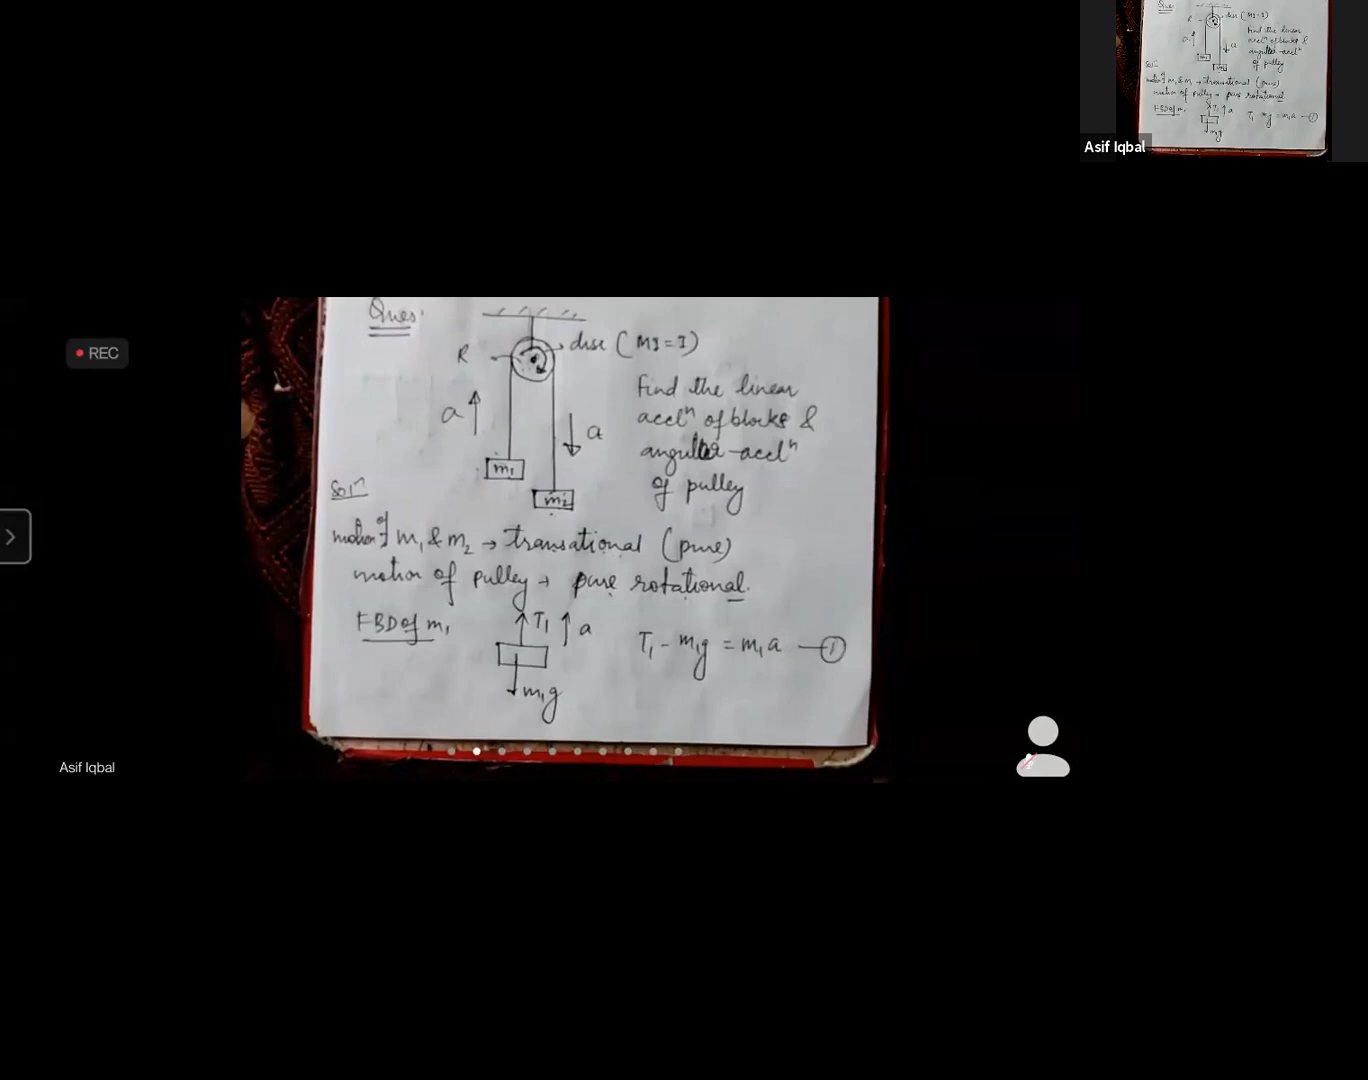 Ques:
R
disc (MI = I)
a
a
m₁
m₂
Find the linear
accelⁿ of blocks &
angular accelⁿ
of pulley
Solⁿ
motion of m₁ & m₂ → transational (pure)
motion of pulley → pure rotational.
FBD of m₁
T₁
a
m₁g
T₁ - m₁g = m₁a —①
REC
Asif Iqbal
Asif Iqbal